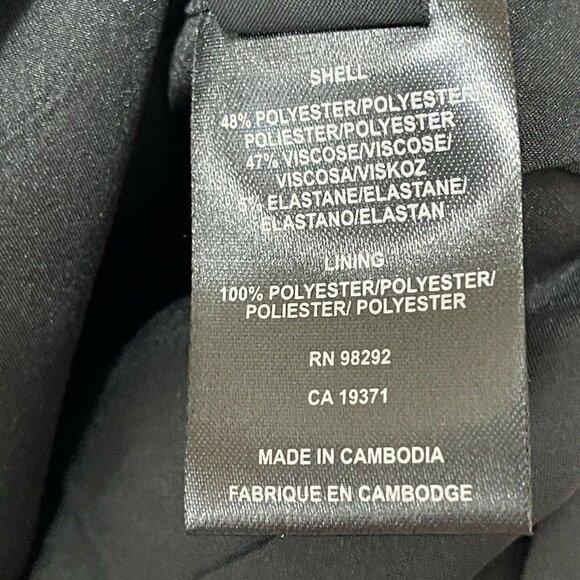 SHELL
48% POLYESTER/POLYESTER
POLIESTER/POLYESTER
47% VISCOSE/VISCOSE/
VISCOSA/VISKOZ
5% ELASTANE/ELASTANE/
ELASTANO/ELASTAN
LINING
100% POLYESTER/POLYESTER/
POLIESTER/ POLYESTER
RN 98292
CA 19371
MADE IN CAMBODIA
FABRIQUE EN CAMBODGE